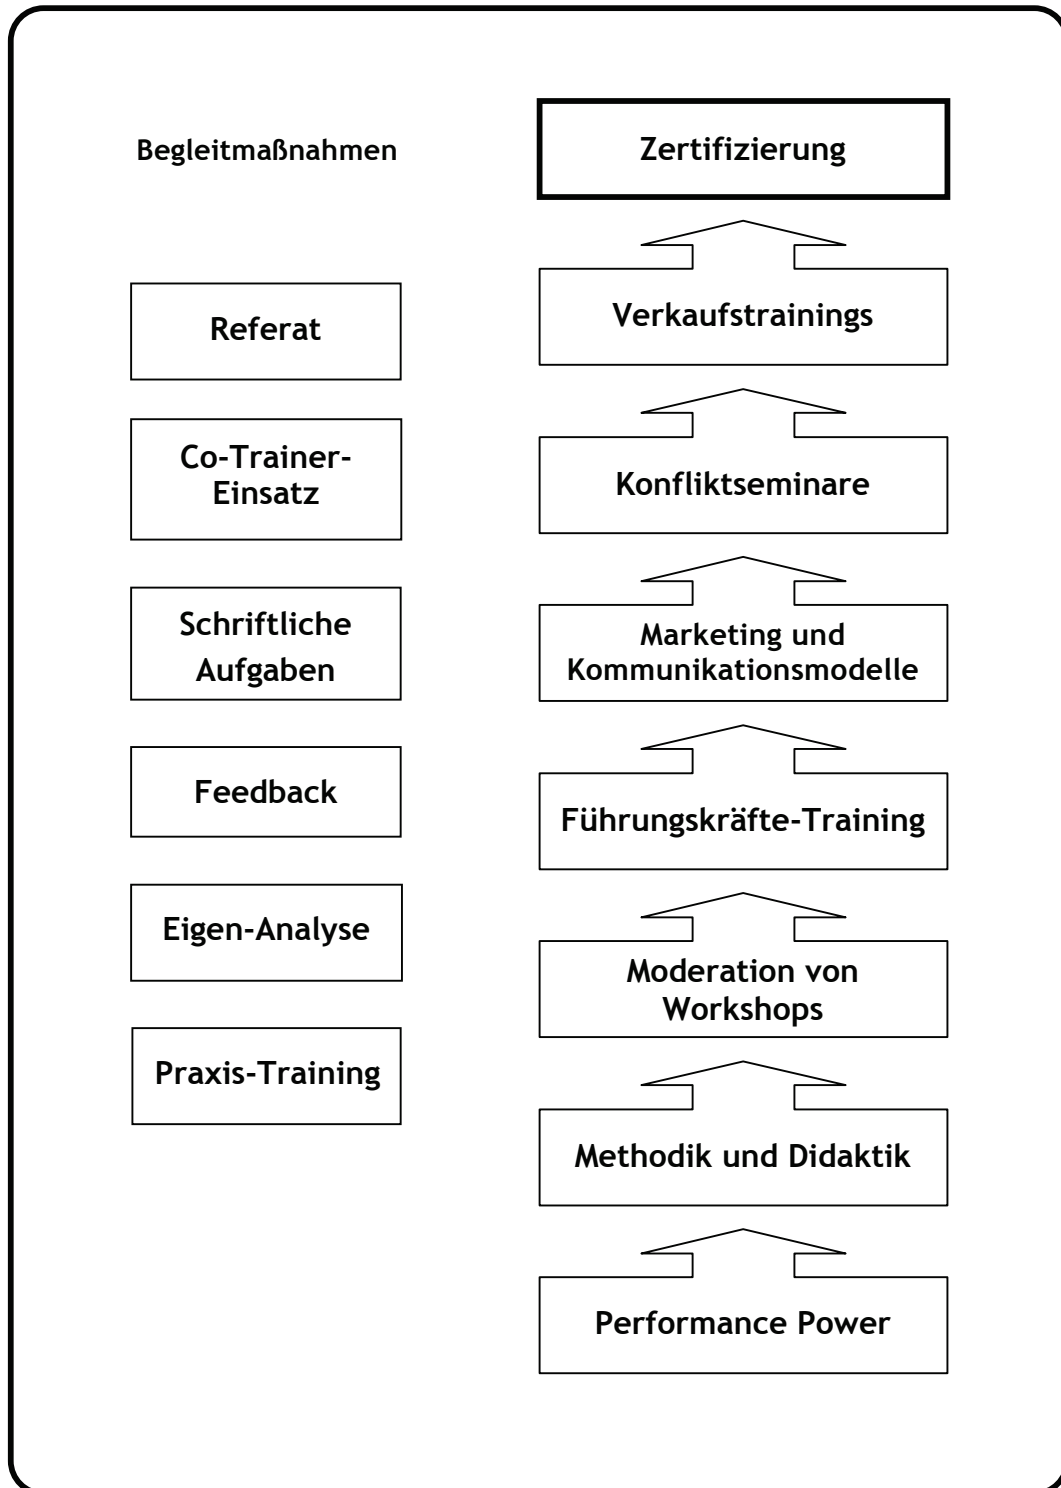 Begleitmaßnahmen
Referat
Co-Trainer-
Einsatz
Schriftliche
Aufgaben
Feedback
Eigen-Analyse
Praxis-Training
Zertifizierung
Verkaufstrainings
Konfliktseminare
Marketing und
Kommunikationsmodelle
Führungskräfte-Training
Moderation von
Workshops
Methodik und Didaktik
Performance Power